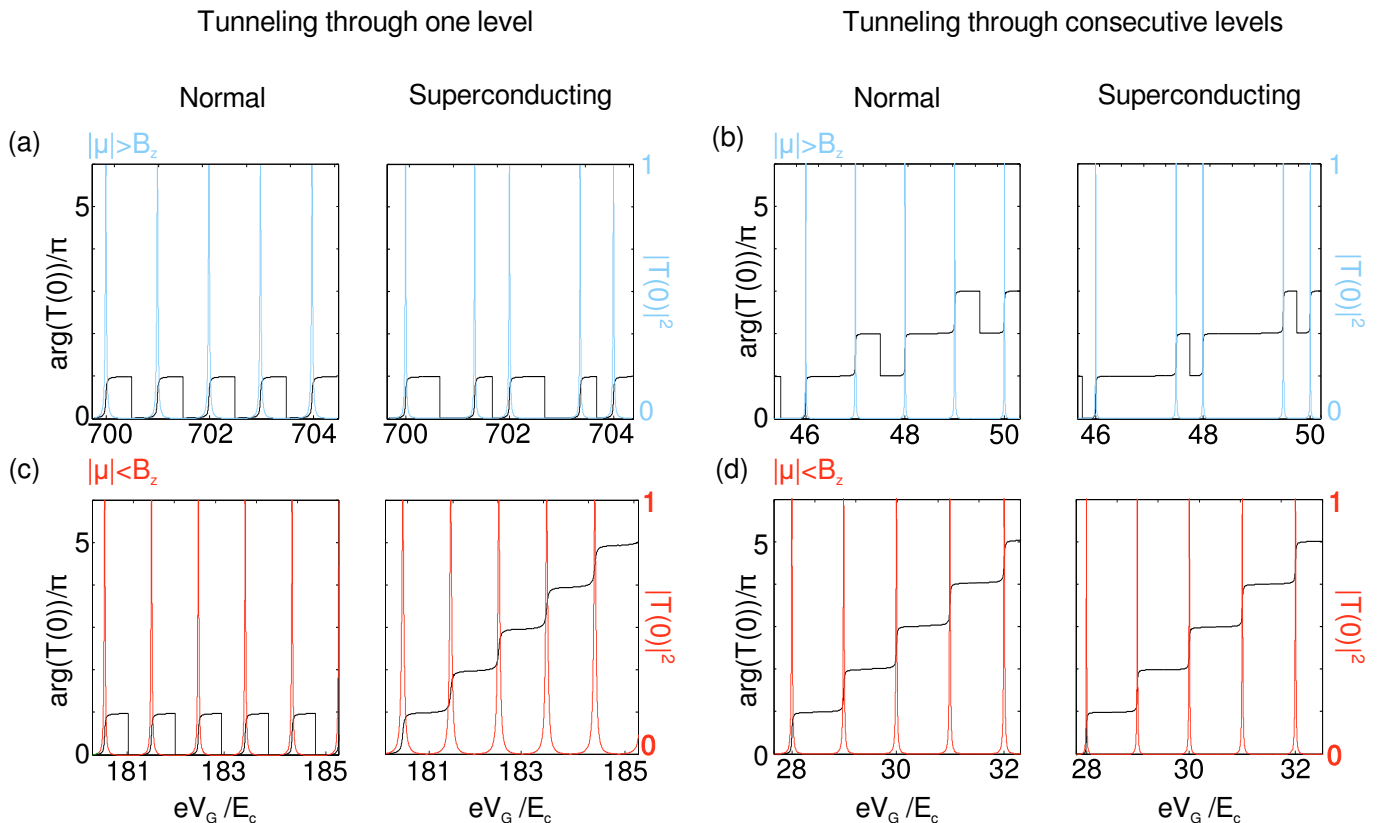 Tunneling through one level
Tunneling through consecutive levels
Normal
Superconducting
Normal
Superconducting
(a)
|μ|>B_z
1
5
arg(T(0))/π
|T(0)|²
0
0
700 702 704
700 702 704
(b)
|μ|>B_z
1
5
arg(T(0))/π
|T(0)|²
0
0
46 48 50
46 48 50
(c)
|μ|<B_z
1
5
arg(T(0))/π
|T(0)|²
0
0
181 183 185
181 183 185
eV_G /E_c
eV_G /E_c
(d)
|μ|<B_z
1
5
arg(T(0))/π
|T(0)|²
0
0
28 30 32
28 30 32
eV_G /E_c
eV_G /E_c